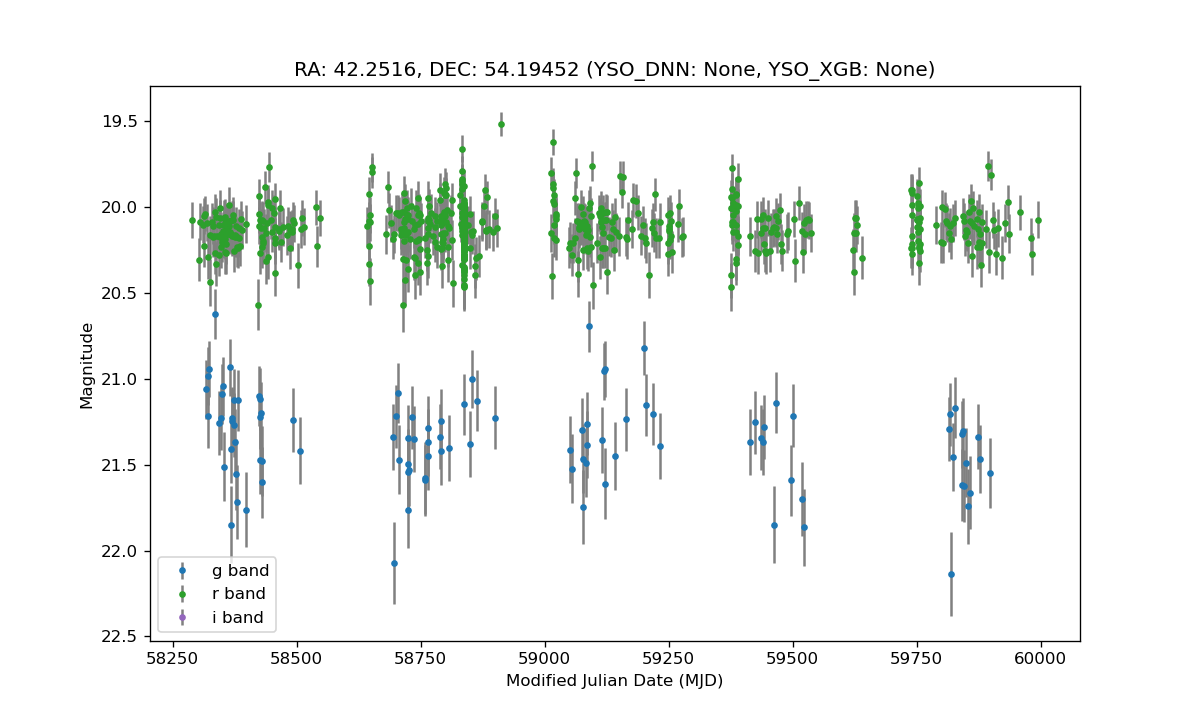 RA: 42.2516, DEC: 54.19452 (YSO_DNN: None, YSO_XGB: None)
19.5
20.0
20.5
21.0
21.5
22.0
22.5
Magnitude
g band
r band
i band
58250 58500 58750 59000 59250 59500 59750 60000
Modified Julian Date (MJD)